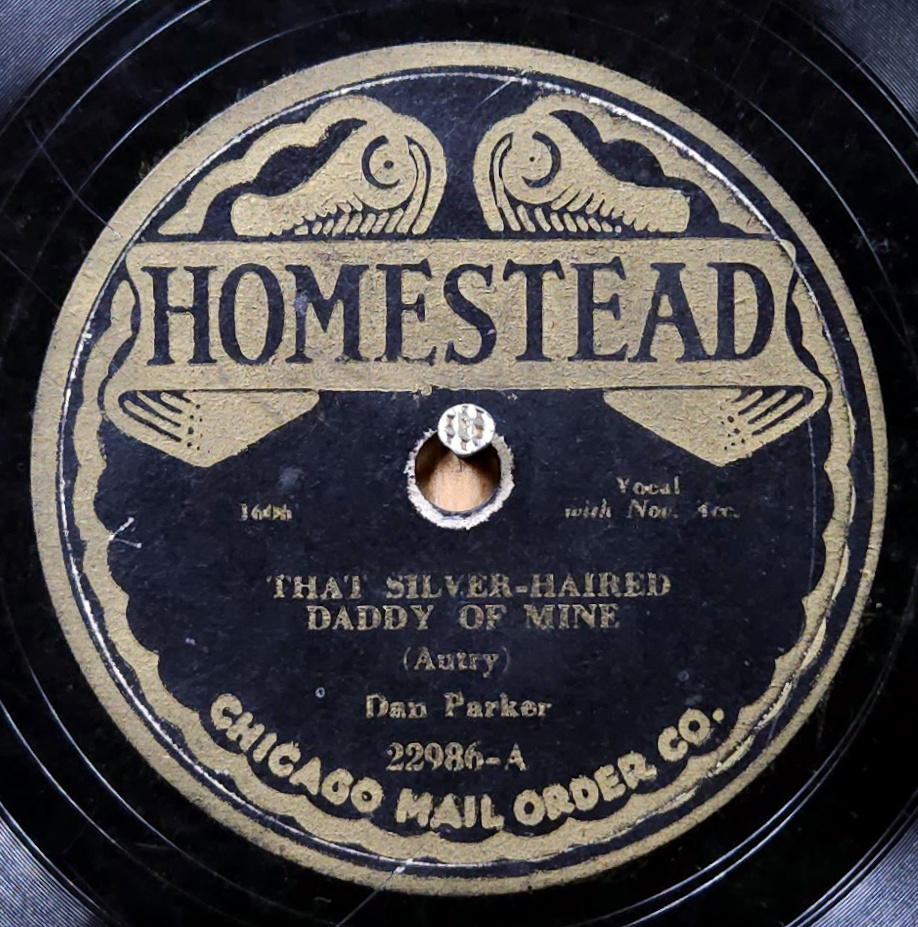 HOMESTEAD
Vocal
with Nov. Acc.
THAT SILVER-HAIRED
DADDY OF MINE
(Autry)
Dan Parker
22986-A
CHICAGO MAIL ORDER CO.